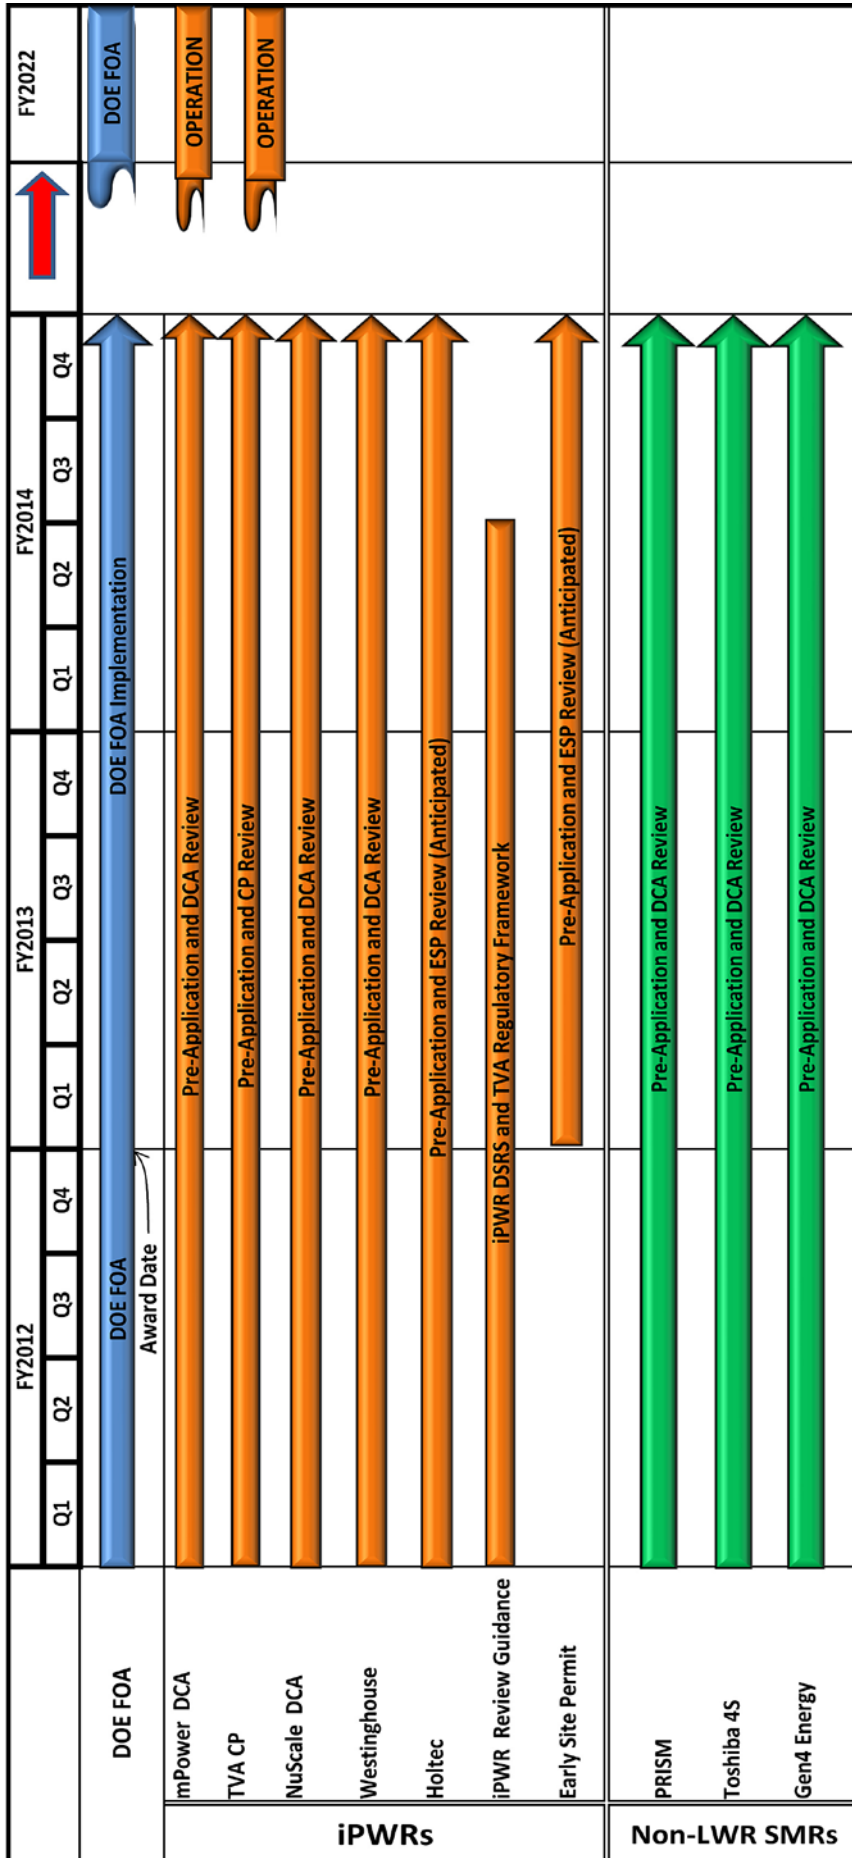 FY2012
FY2013
FY2014
FY2022
Q1
Q2
Q3
Q4
Q1
Q2
Q3
Q4
Q1
Q2
Q3
Q4
DOE FOA
DOE FOA
DOE FOA Implementation
DOE FOA
Award Date
iPWRs
mPower DCA
Pre-Application and DCA Review
OPERATION
TVA CP
Pre-Application and CP Review
OPERATION
NuScale DCA
Pre-Application and DCA Review
Westinghouse
Pre-Application and DCA Review
Holtec
Pre-Application and ESP Review (Anticipated)
iPWR Review Guidance
iPWR DSRS and TVA Regulatory Framework
Early Site Permit
Pre-Application and ESP Review (Anticipated)
Non-LWR SMRs
PRISM
Pre-Application and DCA Review
Toshiba 4S
Pre-Application and DCA Review
Gen4 Energy
Pre-Application and DCA Review